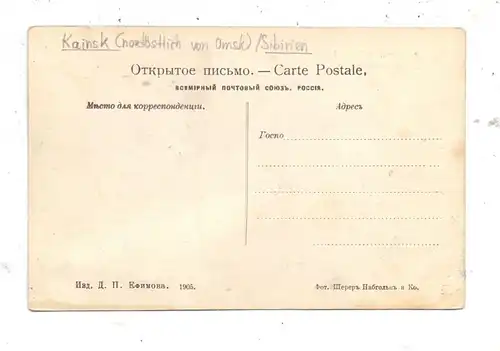 Kainsk (nordöstlich von Omsk) / Sibirien
Открытое письмо. — Carte Postale,
ВСЕМІРНЫЙ ПОЧТОВЫЙ СОЮЗЪ. РОССІЯ.
Мѣсто для корреспонденціи.
Адресъ
Госпо
Изд. Д. П. Ефимова. 1905.
Фот. Шереръ Набгольцъ и Ко.